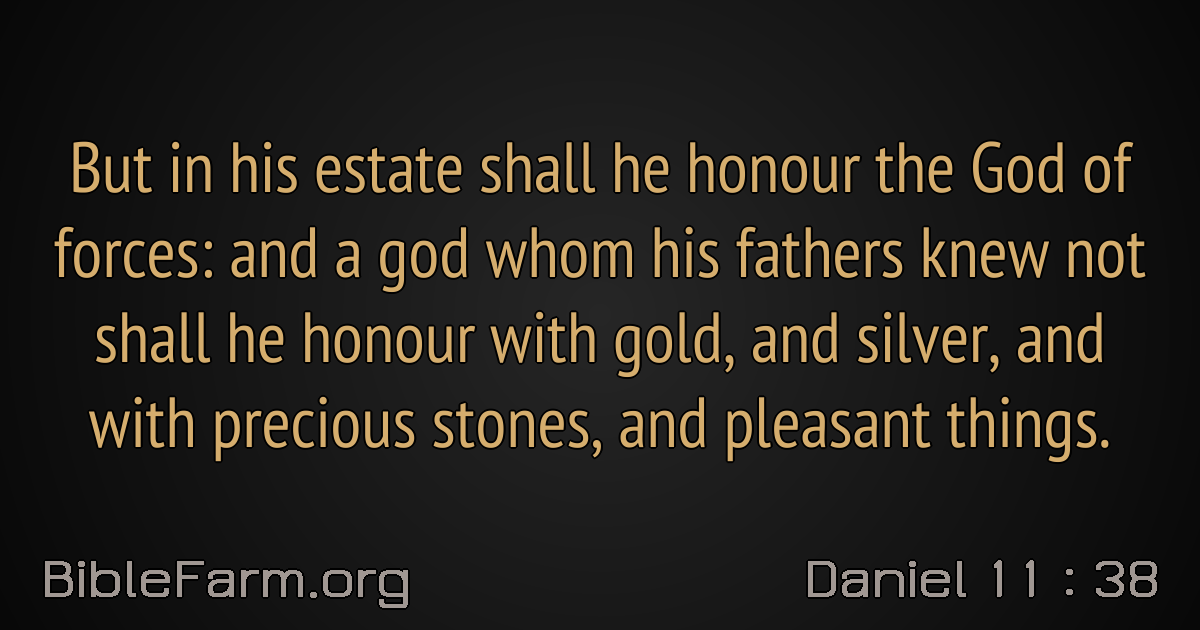 But in his estate shall he honour the God of
forces: and a god whom his fathers knew not
shall he honour with gold, and silver, and
with precious stones, and pleasant things.
BibleFarm.org
Daniel 11 : 38